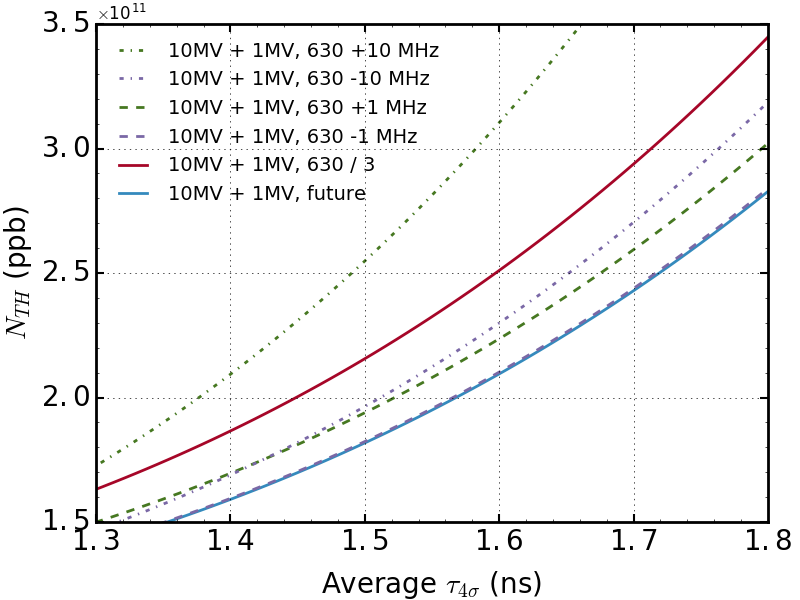 ×10¹¹
3.5
3.0
2.5
2.0
1.5
N_TH (ppb)
10MV + 1MV, 630 +10 MHz
10MV + 1MV, 630 -10 MHz
10MV + 1MV, 630 +1 MHz
10MV + 1MV, 630 -1 MHz
10MV + 1MV, 630 / 3
10MV + 1MV, future
1.3 1.4 1.5 1.6 1.7 1.8
Average τ_4σ (ns)